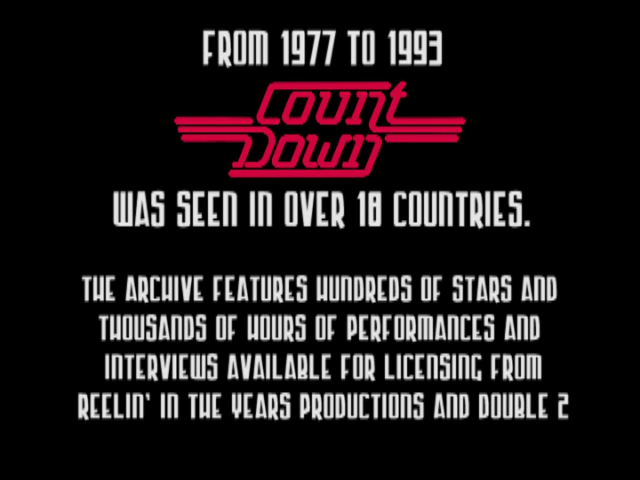 FROM 1977 TO 1993
Count
Down
WAS SEEN IN OVER 18 COUNTRIES.
THE ARCHIVE FEATURES HUNDREDS OF STARS AND
THOUSANDS OF HOURS OF PERFORMANCES AND
INTERVIEWS AVAILABLE FOR LICENSING FROM
REELIN' IN THE YEARS PRODUCTIONS AND DOUBLE 2